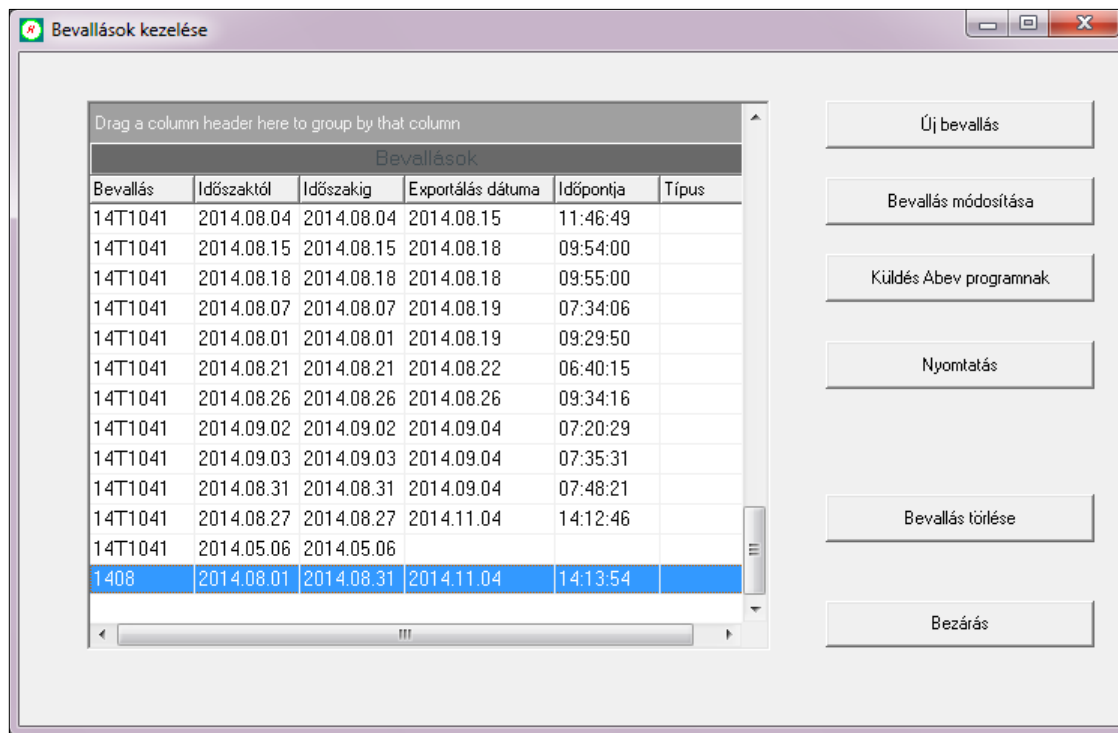 Bevallások kezelése
Drag a column header here to group by that column
Bevallások
Bevallás Időszaktól Időszakig Exportálás dátuma Időpontja Típus
14T1041 2014.08.04 2014.08.04 2014.08.15 11:46:49
14T1041 2014.08.15 2014.08.15 2014.08.18 09:54:00
14T1041 2014.08.18 2014.08.18 2014.08.18 09:55:00
14T1041 2014.08.07 2014.08.07 2014.08.19 07:34:06
14T1041 2014.08.01 2014.08.01 2014.08.19 09:29:50
14T1041 2014.08.21 2014.08.21 2014.08.22 06:40:15
14T1041 2014.08.26 2014.08.26 2014.08.26 09:34:16
14T1041 2014.09.02 2014.09.02 2014.09.04 07:20:29
14T1041 2014.09.03 2014.09.03 2014.09.04 07:35:31
14T1041 2014.08.31 2014.08.31 2014.09.04 07:48:21
14T1041 2014.08.27 2014.08.27 2014.11.04 14:12:46
14T1041 2014.05.06 2014.05.06
1408 2014.08.01 2014.08.31 2014.11.04 14:13:54
Új bevallás
Bevallás módosítása
Küldés Abev programnak
Nyomtatás
Bevallás törlése
Bezárás